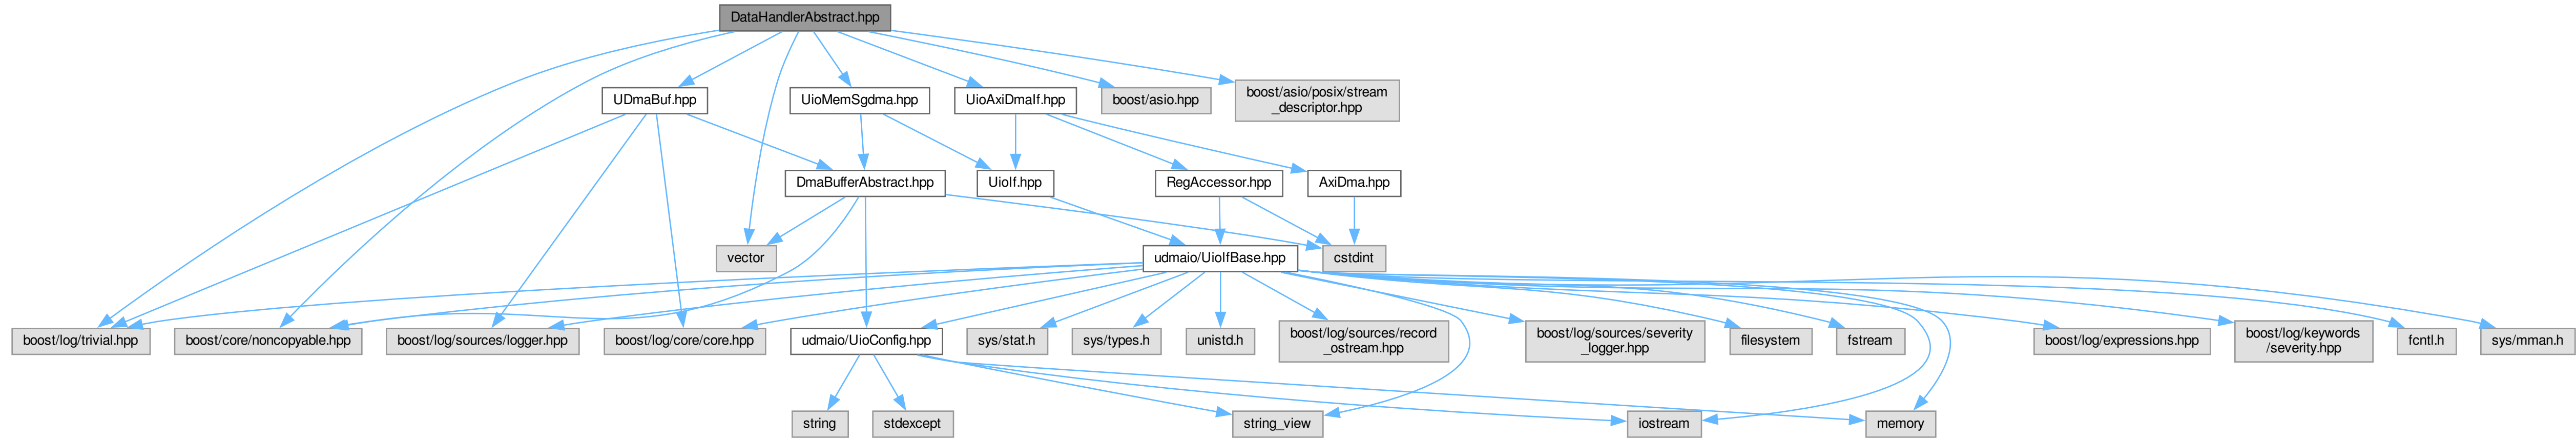 DataHandlerAbstract.hpp
UDmaBuf.hpp
UioMemSgdma.hpp
UioAxiDmaIf.hpp
boost/asio.hpp
boost/asio/posix/stream
_descriptor.hpp
DmaBufferAbstract.hpp
UioIf.hpp
RegAccessor.hpp
AxiDma.hpp
vector
udmaio/UioIfBase.hpp
cstdint
boost/log/trivial.hpp
boost/core/noncopyable.hpp
boost/log/sources/logger.hpp
boost/log/core/core.hpp
udmaio/UioConfig.hpp
sys/stat.h
sys/types.h
unistd.h
boost/log/sources/record
_ostream.hpp
boost/log/sources/severity
_logger.hpp
filesystem
fstream
boost/log/expressions.hpp
boost/log/keywords
/severity.hpp
fcntl.h
sys/mman.h
string
stdexcept
string_view
iostream
memory